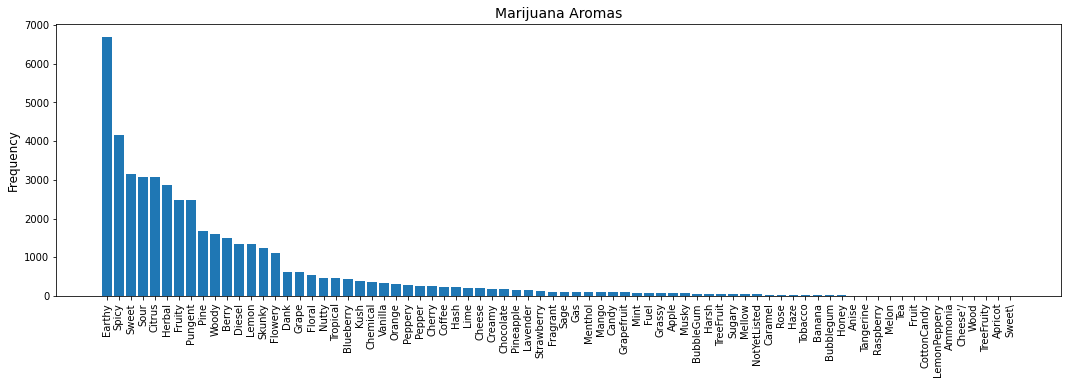 Marijuana Aromas
Frequency
7000
6000
5000
4000
3000
2000
1000
0
Earthy
Spicy
Sweet
Sour
Citrus
Herbal
Fruity
Pungent
Pine
Woody
Berry
Diesel
Lemon
Skunky
Flowery
Dank
Grape
Floral
Nutty
Tropical
Blueberry
Kush
Chemical
Vanilla
Orange
Peppery
Pepper
Cherry
Coffee
Hash
Lime
Cheese
Creamy
Chocolate
Pineapple
Lavender
Strawberry
Fragrant
Sage
Gas
Menthol
Mango
Candy
Grapefruit
Mint
Fuel
Grassy
Apple
Musky
BubbleGum
Harsh
TreeFruit
Sugary
Mellow
NotYetListed
Caramel
Rose
Haze
Tobacco
Banana
Bubblegum
Honey
Anise
Tangerine
Raspberry
Melon
Tea
Fruit
CottonCandy
LemonPeppery
Ammonia
Cheese'/
Wood
TreeFruity
Apricot
Sweet\